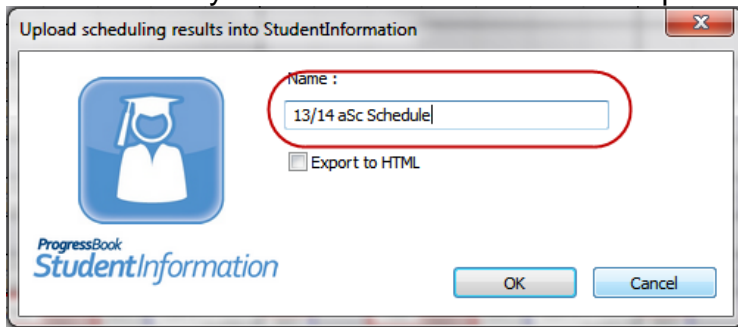 Upload scheduling results into StudentInformation
Name :
13/14 aSc Schedule
Export to HTML
ProgressBook
StudentInformation
OK
Cancel